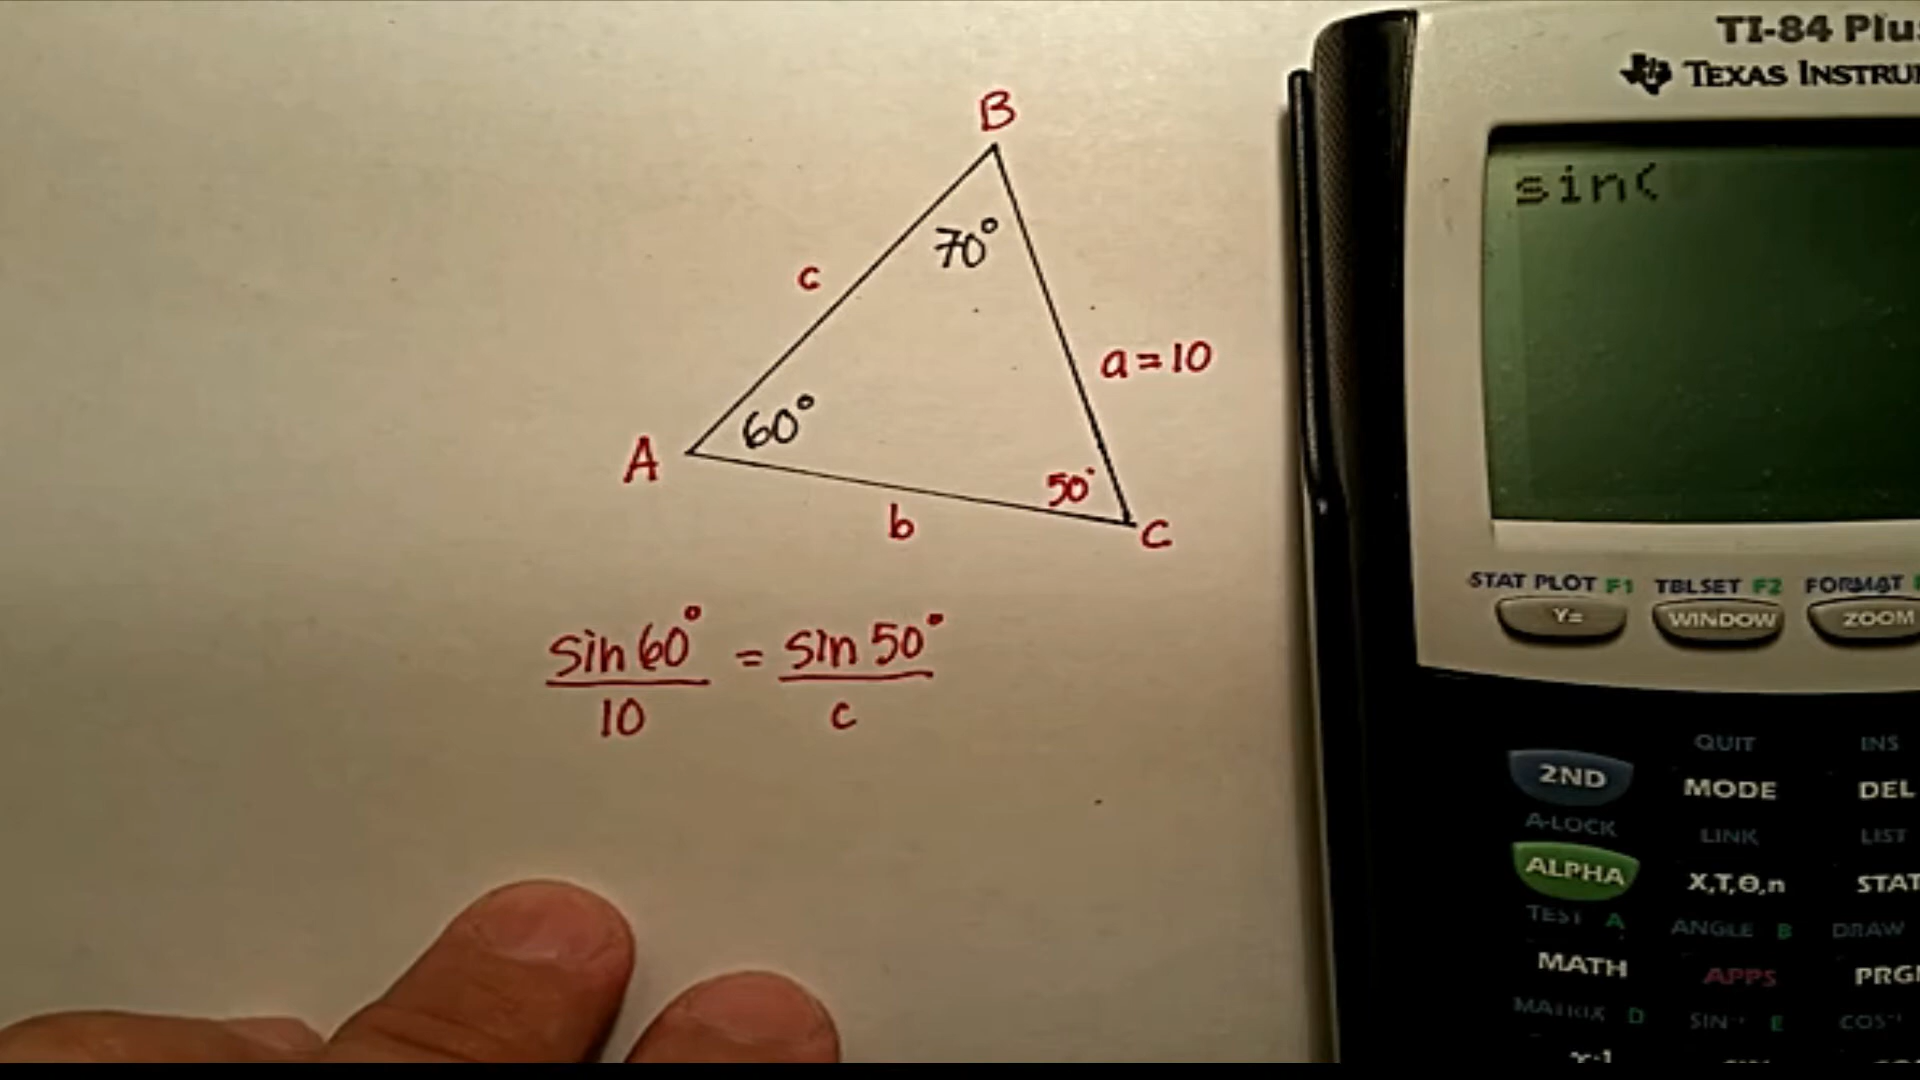 B
70°
c
a = 10
60°
A
50°
b
C
sin 60° = sin 50°
10 c
TI-84 Plus
TEXAS INSTRU
sin(
STAT PLOT F1 TBLSET F2 FORMAT
Y= WINDOW ZOOM
QUIT INS
2ND MODE DEL
A-LOCK LINK LIST
ALPHA X,T,Θ,n STAT
TEST A ANGLE B DRAW
MATH APPS PRGM
MATRIX D SIN⁻¹ E COS⁻¹
x⁻¹ SIN